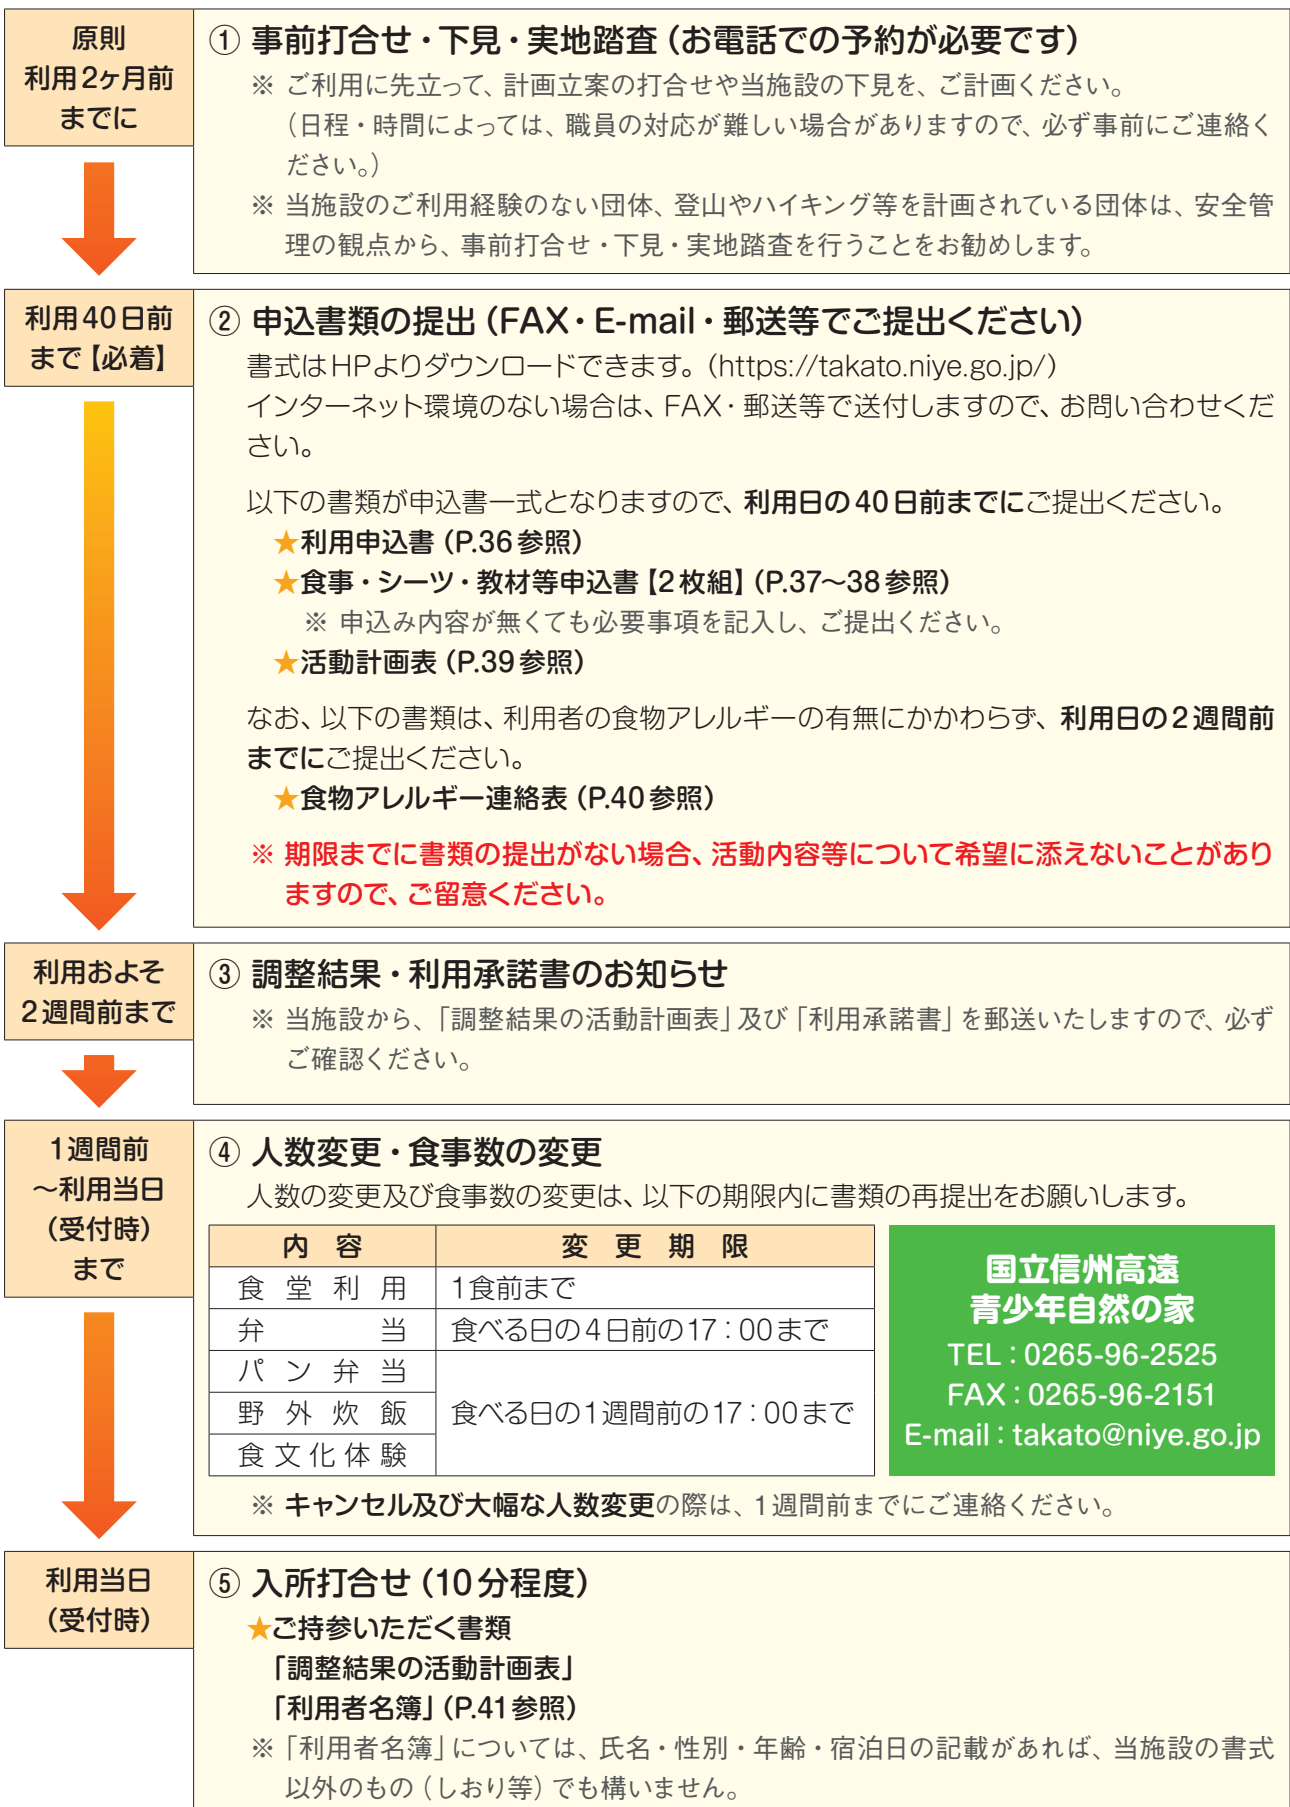 原則
利用2ヶ月前
までに
① 事前打合せ・下見・実地踏査（お電話での予約が必要です）
※ ご利用に先立って、計画立案の打合せや当施設の下見を、ご計画ください。
（日程・時間によっては、職員の対応が難しい場合がありますので、必ず事前にご連絡く
ださい。）
※ 当施設のご利用経験のない団体、登山やハイキング等を計画されている団体は、安全管
理の観点から、事前打合せ・下見・実地踏査を行うことをお勧めします。
利用40日前
まで【必着】
② 申込書類の提出（FAX・E-mail・郵送等でご提出ください）
書式はHPよりダウンロードできます。（https://takato.niye.go.jp/）
インターネット環境のない場合は、FAX・郵送等で送付しますので、お問い合わせくだ
さい。
以下の書類が申込書一式となりますので、利用日の40日前までにご提出ください。
★利用申込書（P.36参照）
★食事・シーツ・教材等申込書【2枚組】（P.37～38参照）
※ 申込み内容が無くても必要事項を記入し、ご提出ください。
★活動計画表（P.39参照）
なお、以下の書類は、利用者の食物アレルギーの有無にかかわらず、利用日の2週間前
までにご提出ください。
★食物アレルギー連絡表（P.40参照）
※ 期限までに書類の提出がない場合、活動内容等について希望に添えないことがあり
ますので、ご留意ください。
利用およそ
2週間前まで
③ 調整結果・利用承諾書のお知らせ
※ 当施設から、「調整結果の活動計画表」及び「利用承諾書」を郵送いたしますので、必ず
ご確認ください。
1週間前
～利用当日
（受付時）
まで
④ 人数変更・食事数の変更
人数の変更及び食事数の変更は、以下の期限内に書類の再提出をお願いします。
内 容 変 更 期 限
食 堂 利 用 1食前まで
弁 当 食べる日の4日前の17：00まで
パ ン 弁 当
野 外 炊 飯 食べる日の1週間前の17：00まで
食文化体験
国立信州高遠
青少年自然の家
TEL：0265-96-2525
FAX：0265-96-2151
E-mail：takato@niye.go.jp
※ キャンセル及び大幅な人数変更の際は、1週間前までにご連絡ください。
利用当日
（受付時）
⑤ 入所打合せ（10分程度）
★ご持参いただく書類
「調整結果の活動計画表」
「利用者名簿」（P.41参照）
※「利用者名簿」については、氏名・性別・年齢・宿泊日の記載があれば、当施設の書式
以外のもの（しおり等）でも構いません。